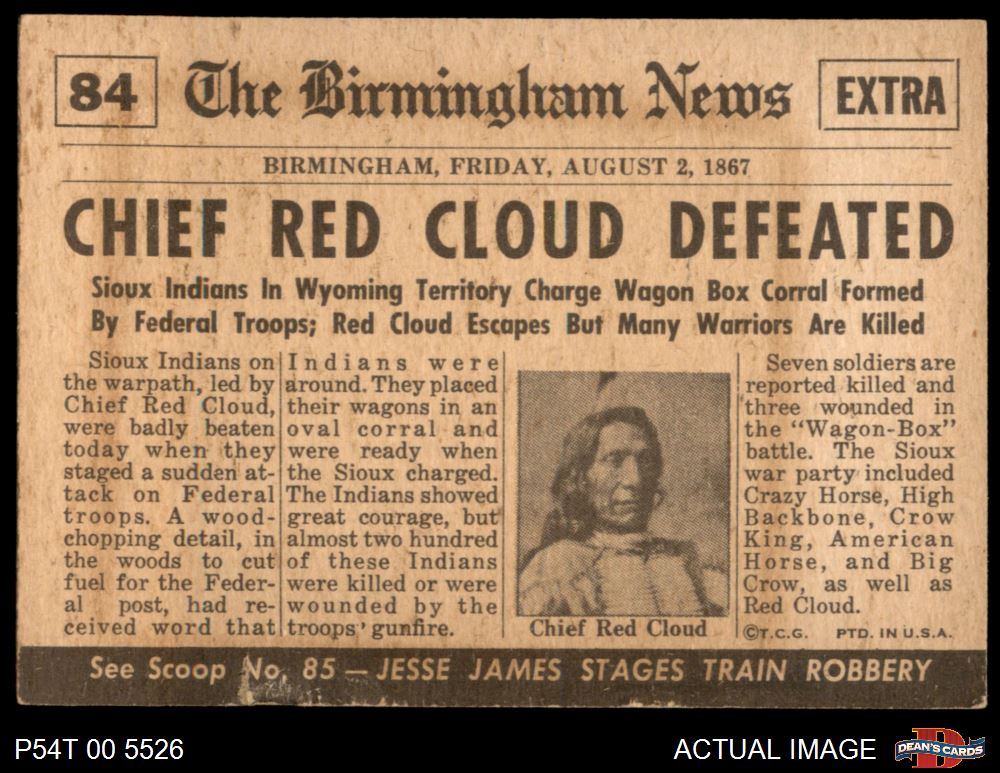 84
The Birmingham News
EXTRA
BIRMINGHAM, FRIDAY, AUGUST 2, 1867
CHIEF RED CLOUD DEFEATED
Sioux Indians In Wyoming Territory Charge Wagon Box Corral Formed
By Federal Troops; Red Cloud Escapes But Many Warriors Are Killed
Sioux Indians on
the warpath, led by
Chief Red Cloud,
were badly beaten
today when they
staged a sudden at-
tack on Federal
troops. A wood-
chopping detail, in
the woods to cut
fuel for the Feder-
al post, had re-
ceived word that
Indians were
around. They placed
their wagons in an
oval corral and
were ready when
the Sioux charged.
The Indians showed
great courage, but
almost two hundred
of these Indians
were killed or were
wounded by the
troops' gunfire.
Chief Red Cloud
Seven soldiers are
reported killed and
three wounded in
the "Wagon-Box"
battle. The Sioux
war party included
Crazy Horse, High
Backbone, Crow
King, American
Horse, and Big
Crow, as well as
Red Cloud.
©T.C.G. PTD. IN U.S.A.
See Scoop No. 85 — JESSE JAMES STAGES TRAIN ROBBERY
P54T 00 5526
ACTUAL IMAGE
D
DEAN'S CARDS